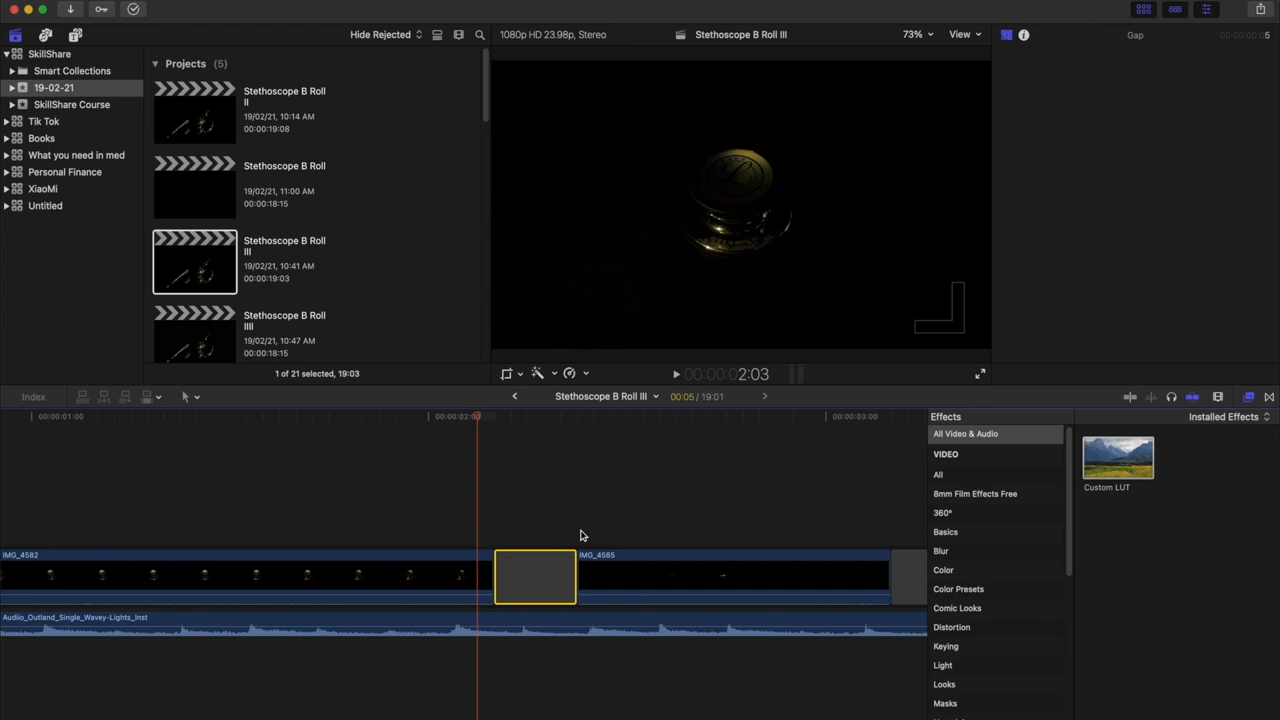 Hide Rejected
1080p HD 23.98p, Stereo
Stethoscope B Roll III
73%
View
Gap
00:00:00:05
SkillShare
Smart Collections
19-02-21
SkillShare Course
Tik Tok
Books
What you need in med
Personal Finance
XiaoMi
Untitled
Projects (5)
Stethoscope B Roll
II
19/02/21, 10:14 AM
00:00:19:08
Stethoscope B Roll
19/02/21, 11:00 AM
00:00:18:15
Stethoscope B Roll
III
19/02/21, 10:41 AM
00:00:19:03
Stethoscope B Roll
IIII
19/02/21, 10:47 AM
00:00:18:15
1 of 21 selected, 19:03
00:00:02:03
Index
Stethoscope B Roll III
00:05 / 19:01
00:00:01:00
00:00:02:00
00:00:03:00
IMG_4582
IMG_4585
Audiio_Outland_Single_Wavey-Lights_Inst
Effects
Installed Effects
All Video & Audio
VIDEO
All
8mm Film Effects Free
360°
Basics
Blur
Color
Color Presets
Comic Looks
Distortion
Keying
Light
Looks
Masks
Custom LUT